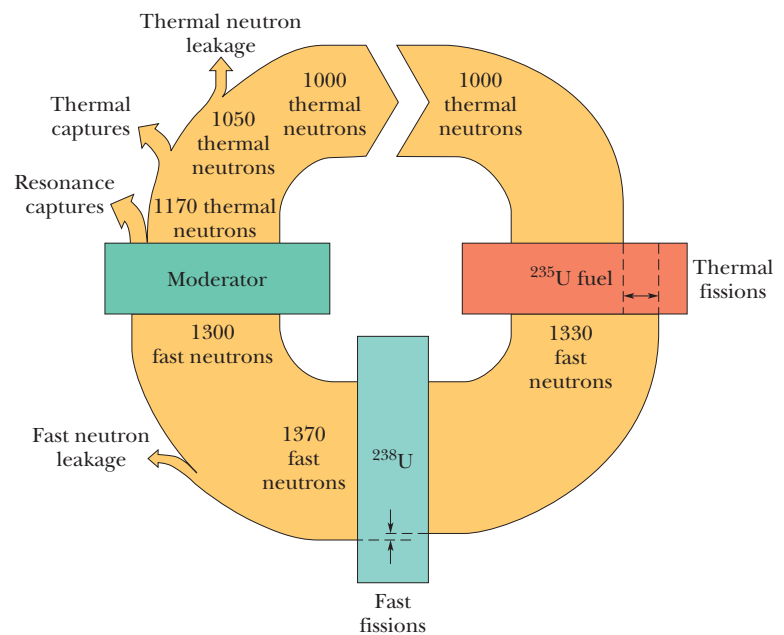 Thermal neutron
leakage
1000
thermal
neutrons
1000
thermal
neutrons
Thermal
captures
1050
thermal
neutrons
Resonance
captures
1170 thermal
neutrons
Moderator
²³⁵U fuel
Thermal
fissions
1300
fast neutrons
1330
fast
neutrons
Fast neutron
leakage
1370
fast
neutrons
²³⁸U
Fast
fissions